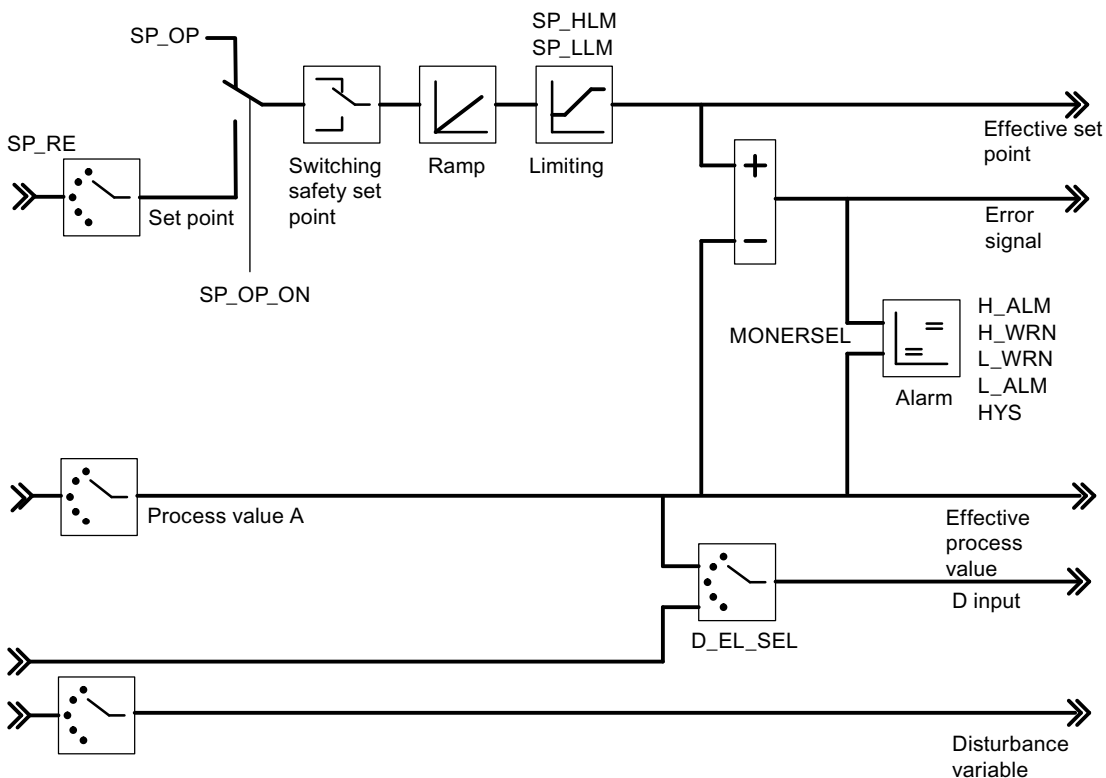 SP_OP
SP_HLM
SP_LLM
SP_RE
Set point
Switching
safety set
point
Ramp
Limiting
Effective set
point
+
−
Error
signal
SP_OP_ON
MONERSEL
Alarm
H_ALM
H_WRN
L_WRN
L_ALM
HYS
Process value A
Effective
process
value
D input
D_EL_SEL
Disturbance
variable